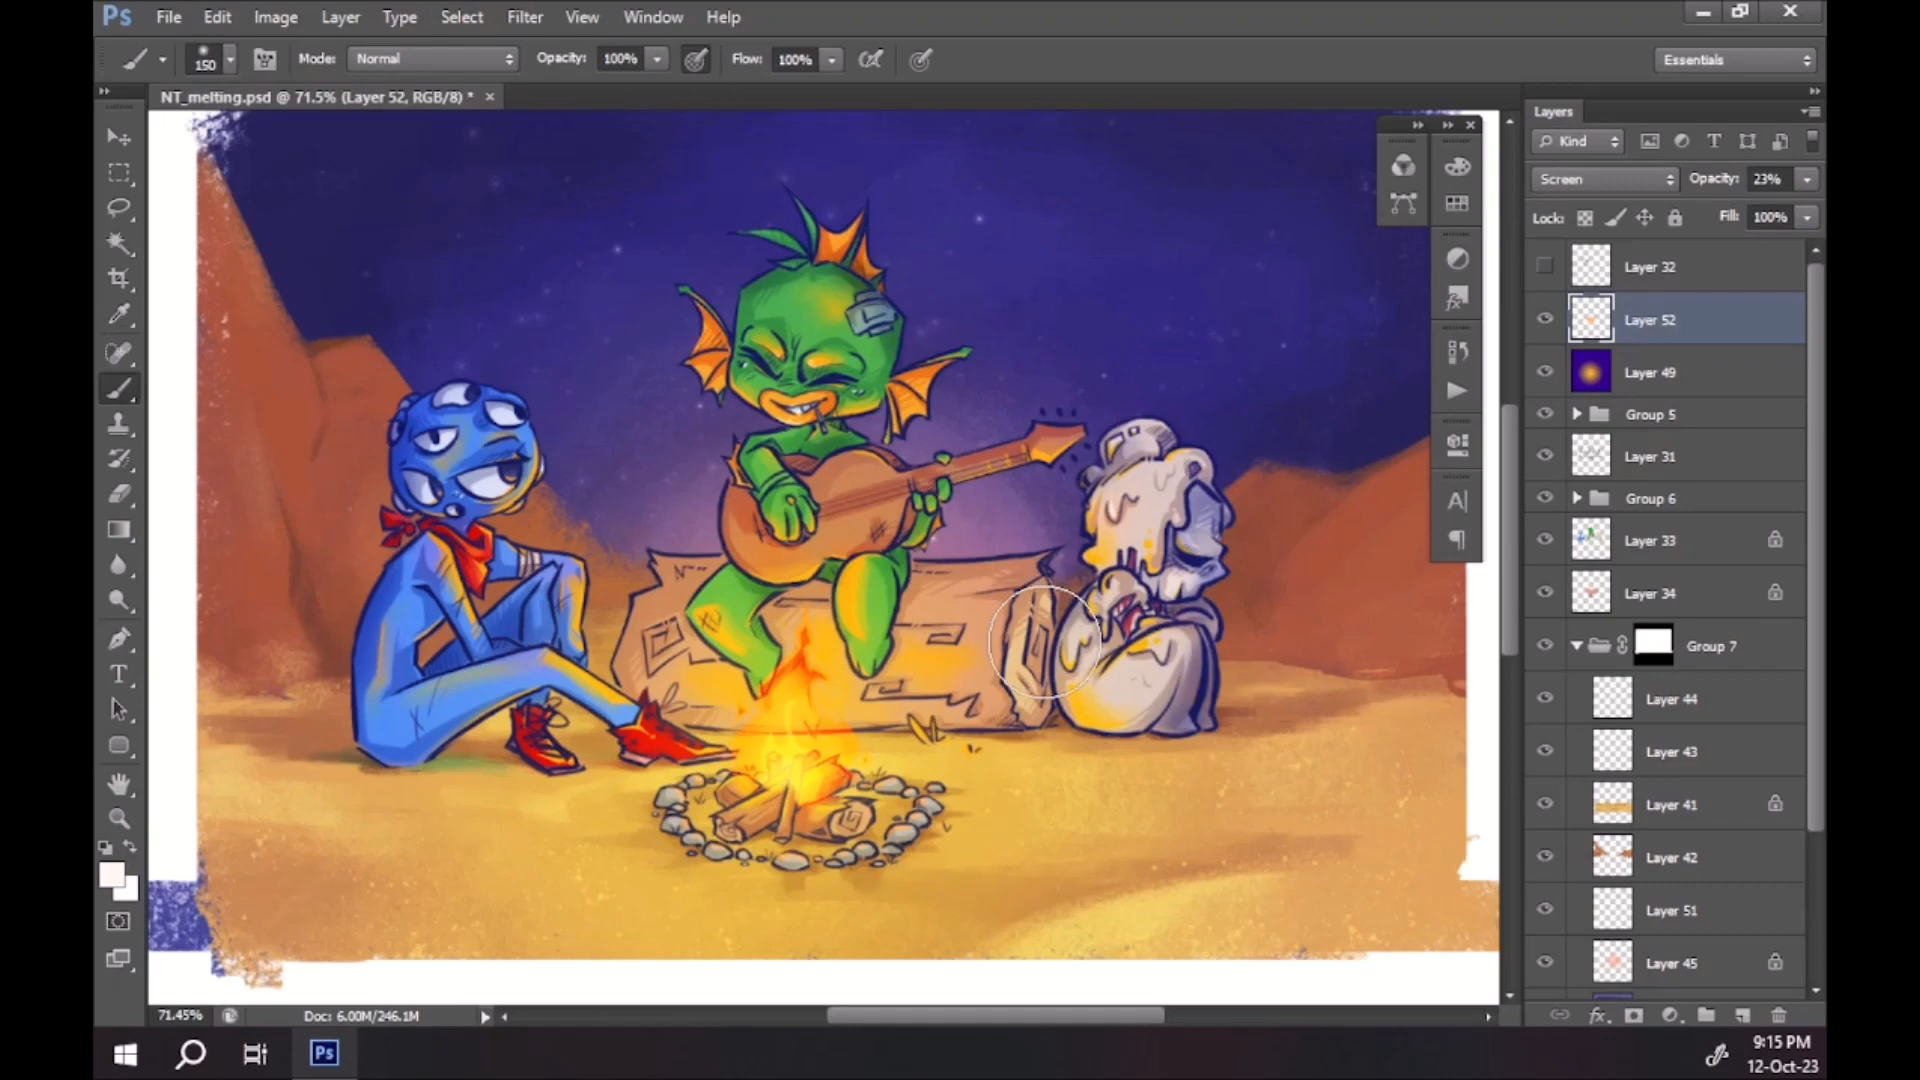 Ps File Edit Image Layer Type Select Filter View Window Help
150 Mode: Normal Opacity: 100% Flow: 100% Essentials
NT_melting.psd @ 71.5% (Layer 52, RGB/8) * ×
Layers
Kind
Screen Opacity: 23%
Lock: Fill: 100%
Layer 32
Layer 52
Layer 49
Group 5
Layer 31
Group 6
Layer 33
Layer 34
Group 7
Layer 44
Layer 43
Layer 41
Layer 42
Layer 51
Layer 45
71.45% Doc: 6.00M/246.1M
Ps
9:15 PM
12-Oct-23